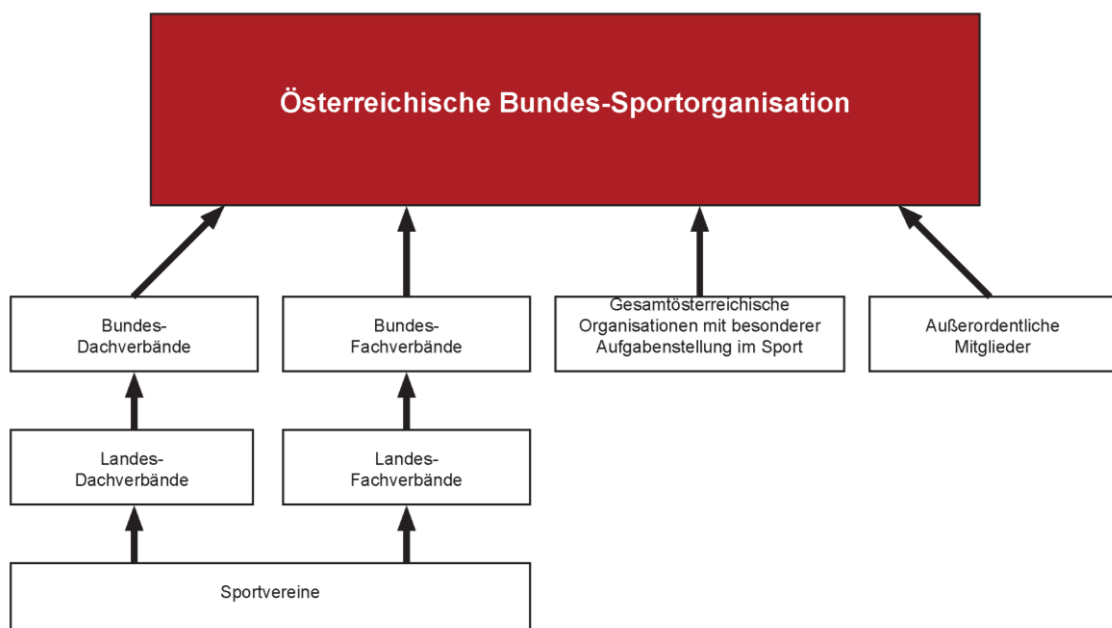 Österreichische Bundes-Sportorganisation
Bundes-
Dachverbände
Bundes-
Fachverbände
Gesamtösterreichische
Organisationen mit besonderer
Aufgabenstellung im Sport
Außerordentliche
Mitglieder
Landes-
Dachverbände
Landes-
Fachverbände
Sportvereine